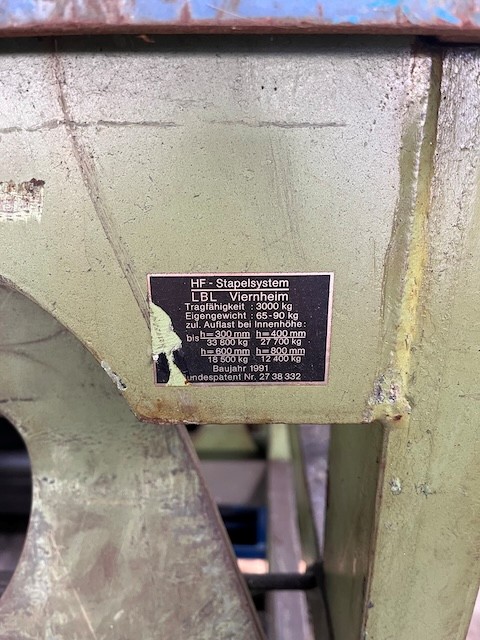 HF - Stapelsystem
LBL Viernheim
Tragfähigkeit : 3000 kg
Eigengewicht : 65-90 kg
zul. Auflast bei Innenhöhe:
bis h=300 mm h=400 mm
33 800 kg 27 700 kg
h=600 mm h=800 mm
18 500 kg 12 400 kg
Baujahr 1991
undespatent Nr. 27 38 332